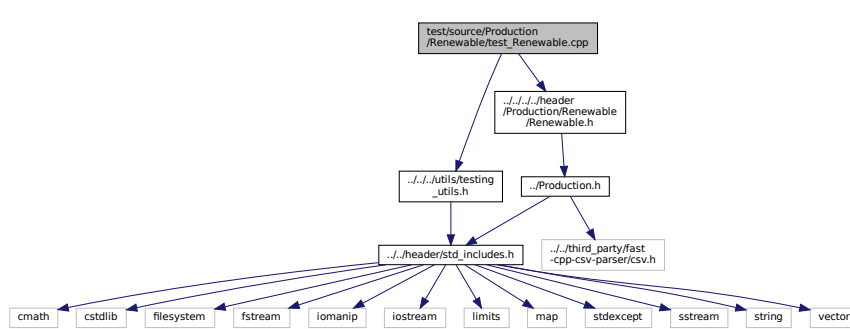 test/source/Production
/Renewable/test_Renewable.cpp
../../../../header
/Production/Renewable
/Renewable.h
../../../utils/testing
_utils.h
../Production.h
../../header/std_includes.h
../../third_party/fast
-cpp-csv-parser/csv.h
cmath
cstdlib
filesystem
fstream
iomanip
iostream
limits
map
stdexcept
sstream
string
vector